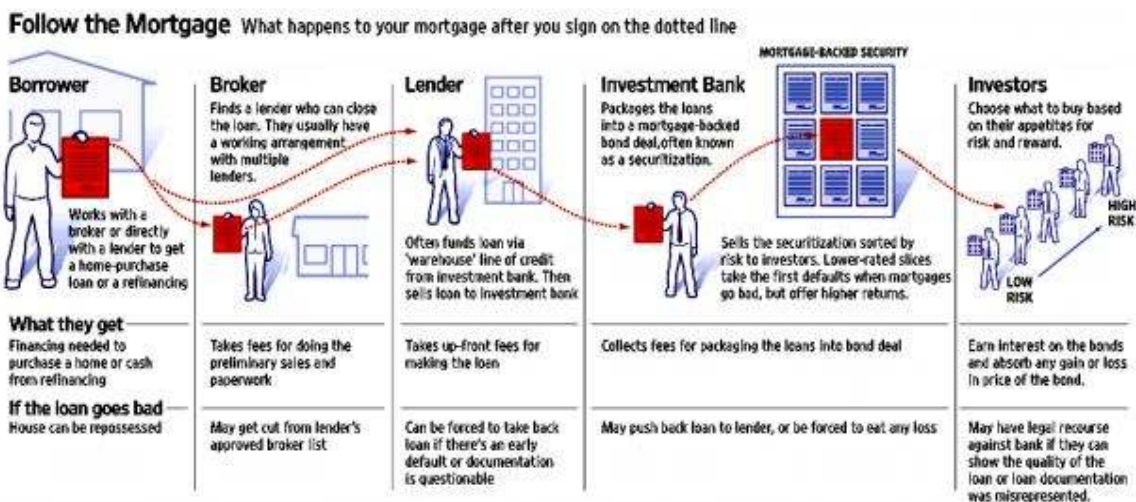 Follow the Mortgage What happens to your mortgage after you sign on the dotted line
Borrower
Works with a
broker or directly
with a lender to get
a home-purchase
loan or a refinancing
Broker
Finds a lender who can close
the loan. They usually have
a working arrangement
with multiple
lenders.
Lender
Often funds loan via
'warehouse' line of credit
from investment bank. Then
sells loan to investment bank
Investment Bank
Packages the loans
into a mortgage-backed
bond deal, often known
as a securitization.
MORTGAGE-BACKED SECURITY
Sells the securitization sorted by
risk to investors. Lower-rated slices
take the first defaults when mortgages
go bad, but offer higher returns.
Investors
Choose what to buy based
on their appetites for
risk and reward.
HIGH
RISK
LOW
RISK
What they get
Financing needed to
purchase a home or cash
from refinancing
Takes fees for doing the
preliminary sales and
paperwork
Takes up-front fees for
making the loan
Collects fees for packaging the loans into bond deal
Earn interest on the bonds
and absorb any gain or loss
in price of the bond.
If the loan goes bad
House can be repossessed
May get cut from lender's
approved broker list
Can be forced to take back
loan if there's an early
default or documentation
is questionable
May push back loan to lender, or be forced to eat any loss
May have legal recourse
against bank if they can
show the quality of the
loan or loan documentation
was misrepresented.